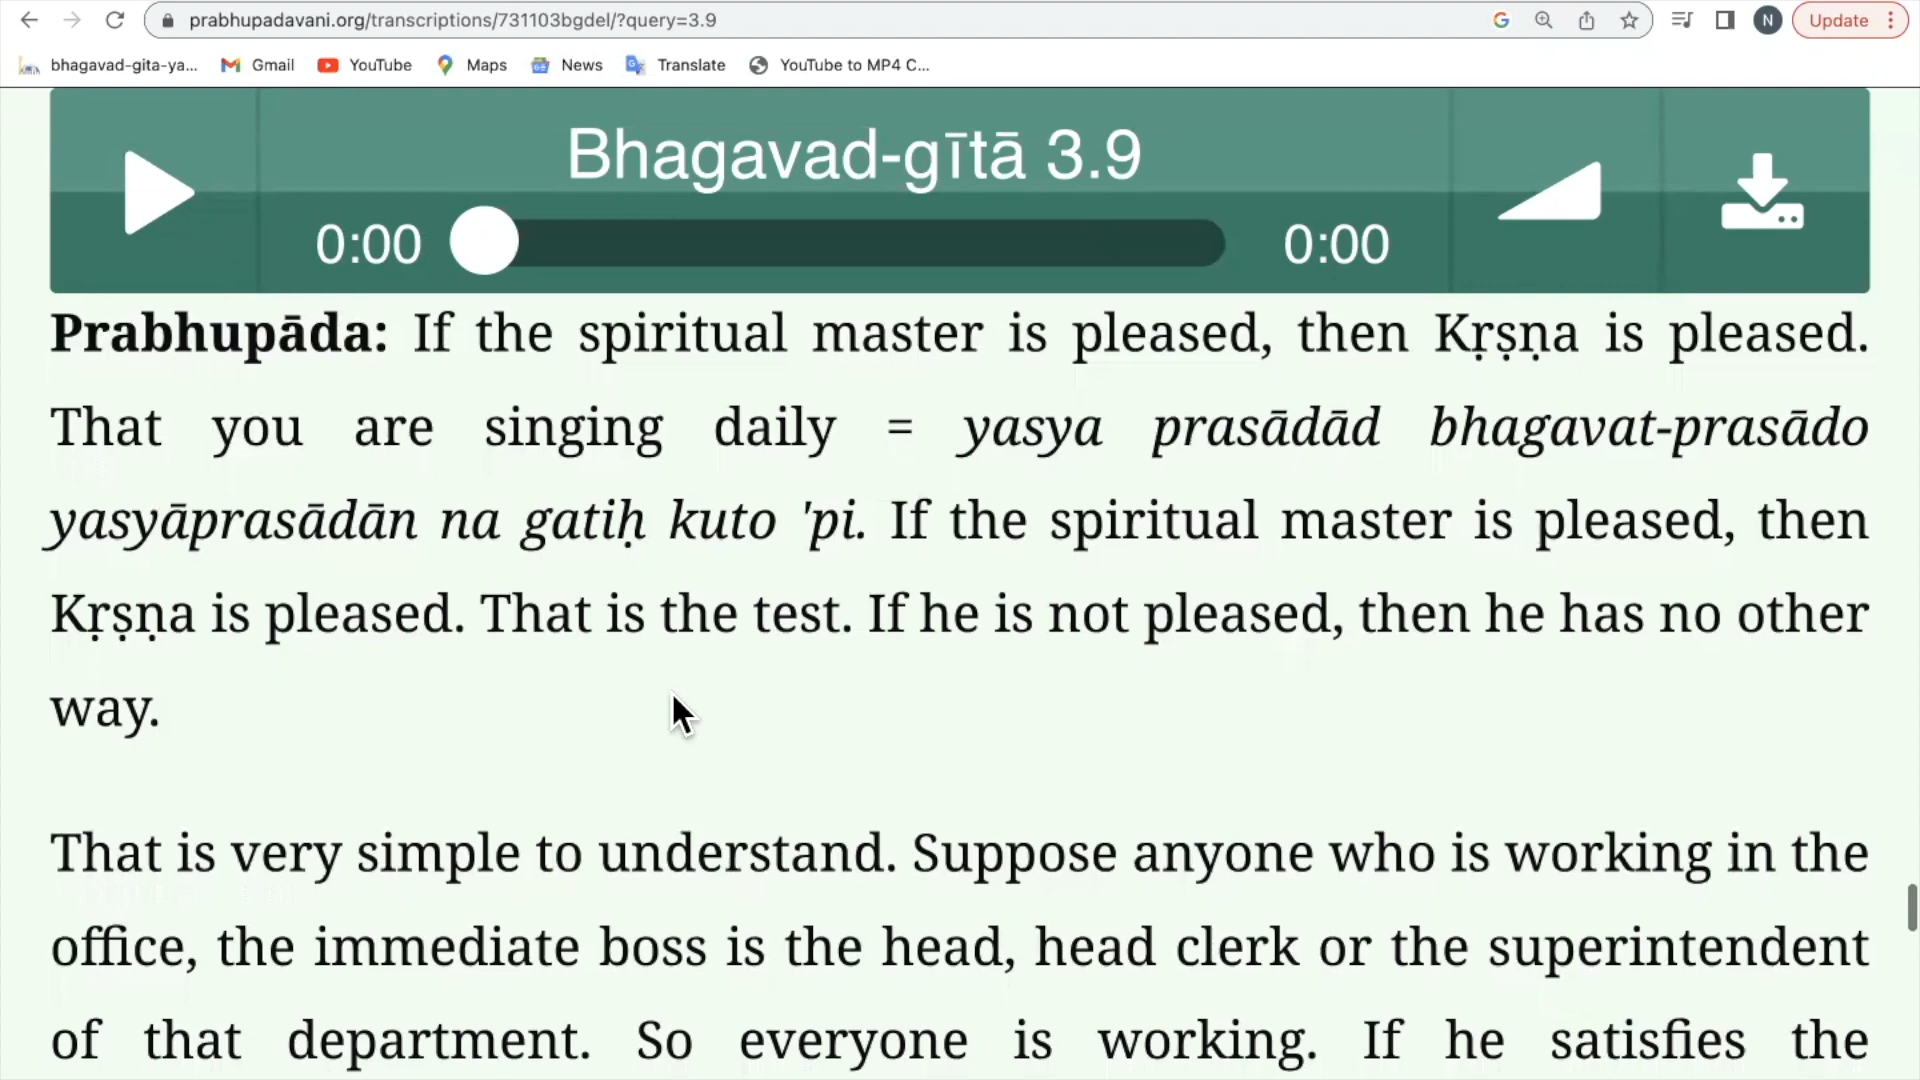 prabhupadavani.org/transcriptions/731103bgdel/?query=3.9
N
Update
bhagavad-gita-ya...
Gmail
YouTube
Maps
News
Translate
YouTube to MP4 C...
Bhagavad-gītā 3.9
0:00
0:00
Prabhupāda: If the spiritual master is pleased, then Kṛṣṇa is pleased.
That you are singing daily = yasya prasādād bhagavat-prasādo
yasyāprasādān na gatiḥ kuto 'pi. If the spiritual master is pleased, then
Kṛṣṇa is pleased. That is the test. If he is not pleased, then he has no other
way.
That is very simple to understand. Suppose anyone who is working in the
office, the immediate boss is the head, head clerk or the superintendent
of that department. So everyone is working. If he satisfies the